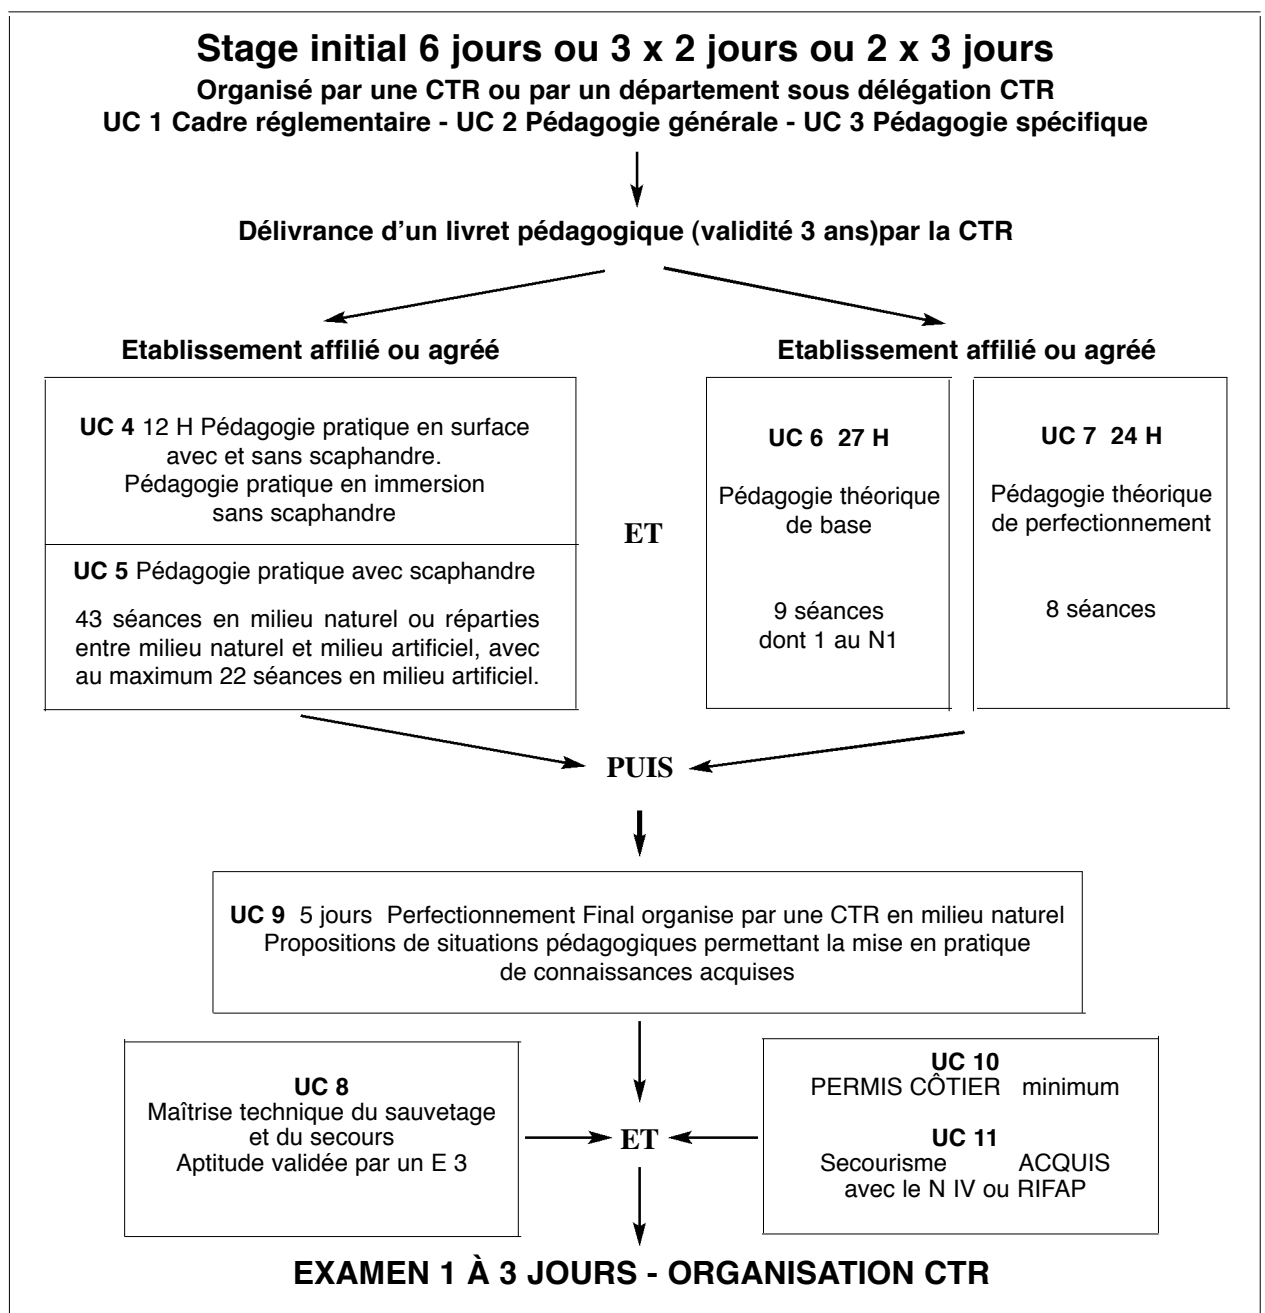 Stage initial 6 jours ou 3 x 2 jours ou 2 x 3 jours
Organisé par une CTR ou par un département sous délégation CTR
UC 1 Cadre réglementaire - UC 2 Pédagogie générale - UC 3 Pédagogie spécifique
Délivrance d'un livret pédagogique (validité 3 ans)par la CTR
Etablissement affilié ou agréé
UC 4 12 H Pédagogie pratique en surface
avec et sans scaphandre.
Pédagogie pratique en immersion
sans scaphandre
UC 5 Pédagogie pratique avec scaphandre
43 séances en milieu naturel ou réparties
entre milieu naturel et milieu artificiel, avec
au maximum 22 séances en milieu artificiel.
ET
Etablissement affilié ou agréé
UC 6 27 H
Pédagogie théorique
de base
9 séances
dont 1 au N1
UC 7 24 H
Pédagogie théorique
de perfectionnement
8 séances
PUIS
UC 9 5 jours Perfectionnement Final organise par une CTR en milieu naturel
Propositions de situations pédagogiques permettant la mise en pratique
de connaissances acquises
UC 8
Maîtrise technique du sauvetage
et du secours
Aptitude validée par un E 3
ET
UC 10
PERMIS CÔTIER minimum
UC 11
Secourisme ACQUIS
avec le N IV ou RIFAP
EXAMEN 1 À 3 JOURS - ORGANISATION CTR